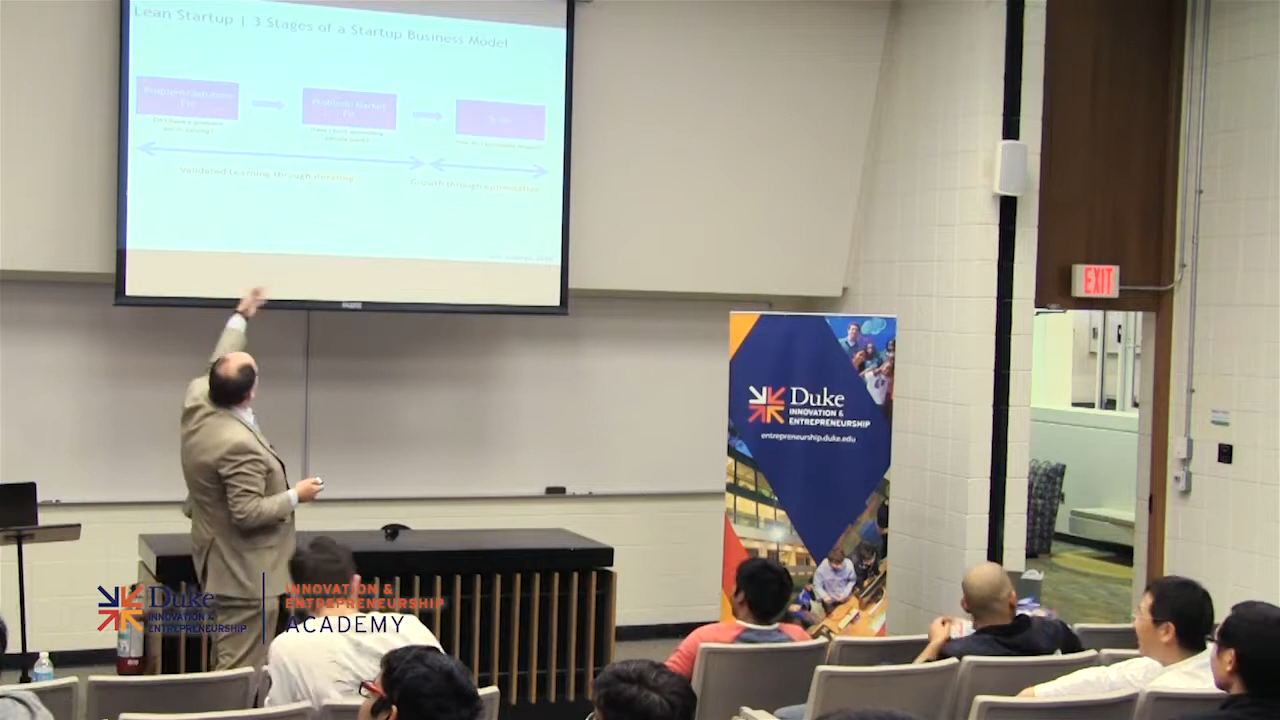 Lean Startup | 3 Stages of a Startup Business Model
Problem/Solution
Fit
Product/Market
Fit
Validated Learning through iterating
Growth through optimization
EXIT
Duke
INNOVATION &
ENTREPRENEURSHIP
entrepreneurship.duke.edu
Duke
INNOVATION &
ENTREPRENEURSHIP
INNOVATION &
ENTREPRENEURSHIP
ACADEMY